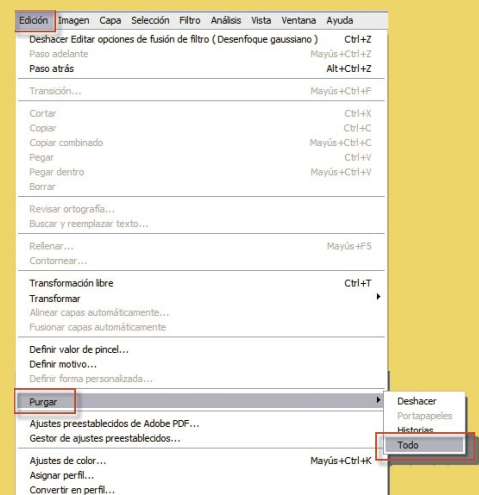 Edición Imagen Capa Selección Filtro Análisis Vista Ventana Ayuda
Deshacer Editar opciones de fusión de filtro (Desenfoque gaussiano ) Ctrl+Z
Paso adelante Mayús+Ctrl+Z
Paso atrás Alt+Ctrl+Z
Transición... Mayús+Ctrl+F
Cortar Ctrl+X
Copiar Ctrl+C
Copiar combinado Mayús+Ctrl+C
Pegar Ctrl+V
Pegar dentro Mayús+Ctrl+V
Borrar
Revisar ortografía...
Buscar y reemplazar texto...
Rellenar... Mayús+F5
Contornear...
Transformación libre Ctrl+T
Transformar
Alinear capas automáticamente...
Fusionar capas automáticamente
Definir valor de pincel...
Definir motivo...
Definir forma personalizada...
Purgar
Deshacer
Portapapeles
Historias
Todo
Ajustes preestablecidos de Adobe PDF...
Gestor de ajustes preestablecidos...
Ajustes de color... Mayús+Ctrl+K
Asignar perfil...
Convertir en perfil...